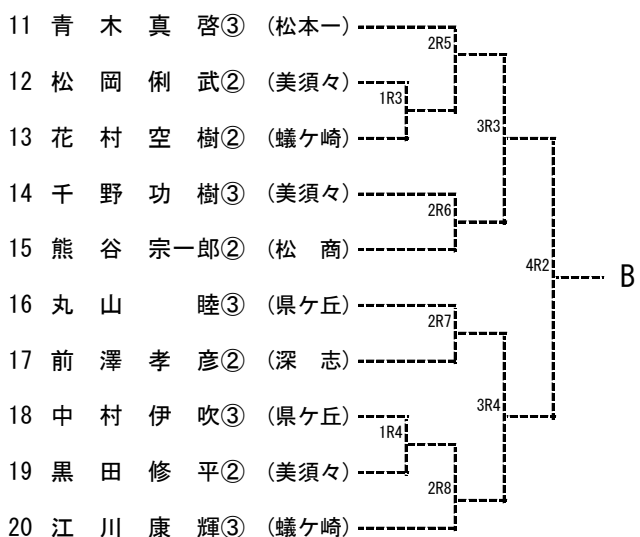 11 青木真啓③ (松本一)
2R5
12 松岡俐武② (美須々)
1R3
13 花村空樹② (蟻ケ崎)
3R3
14 千野功樹③ (美須々)
2R6
15 熊谷宗一郎② (松商)
4R2
B
16 丸山睦③ (県ケ丘)
2R7
17 前澤孝彦② (深志)
3R4
18 中村伊吹③ (県ケ丘)
1R4
19 黒田修平② (美須々)
2R8
20 江川康輝③ (蟻ケ崎)